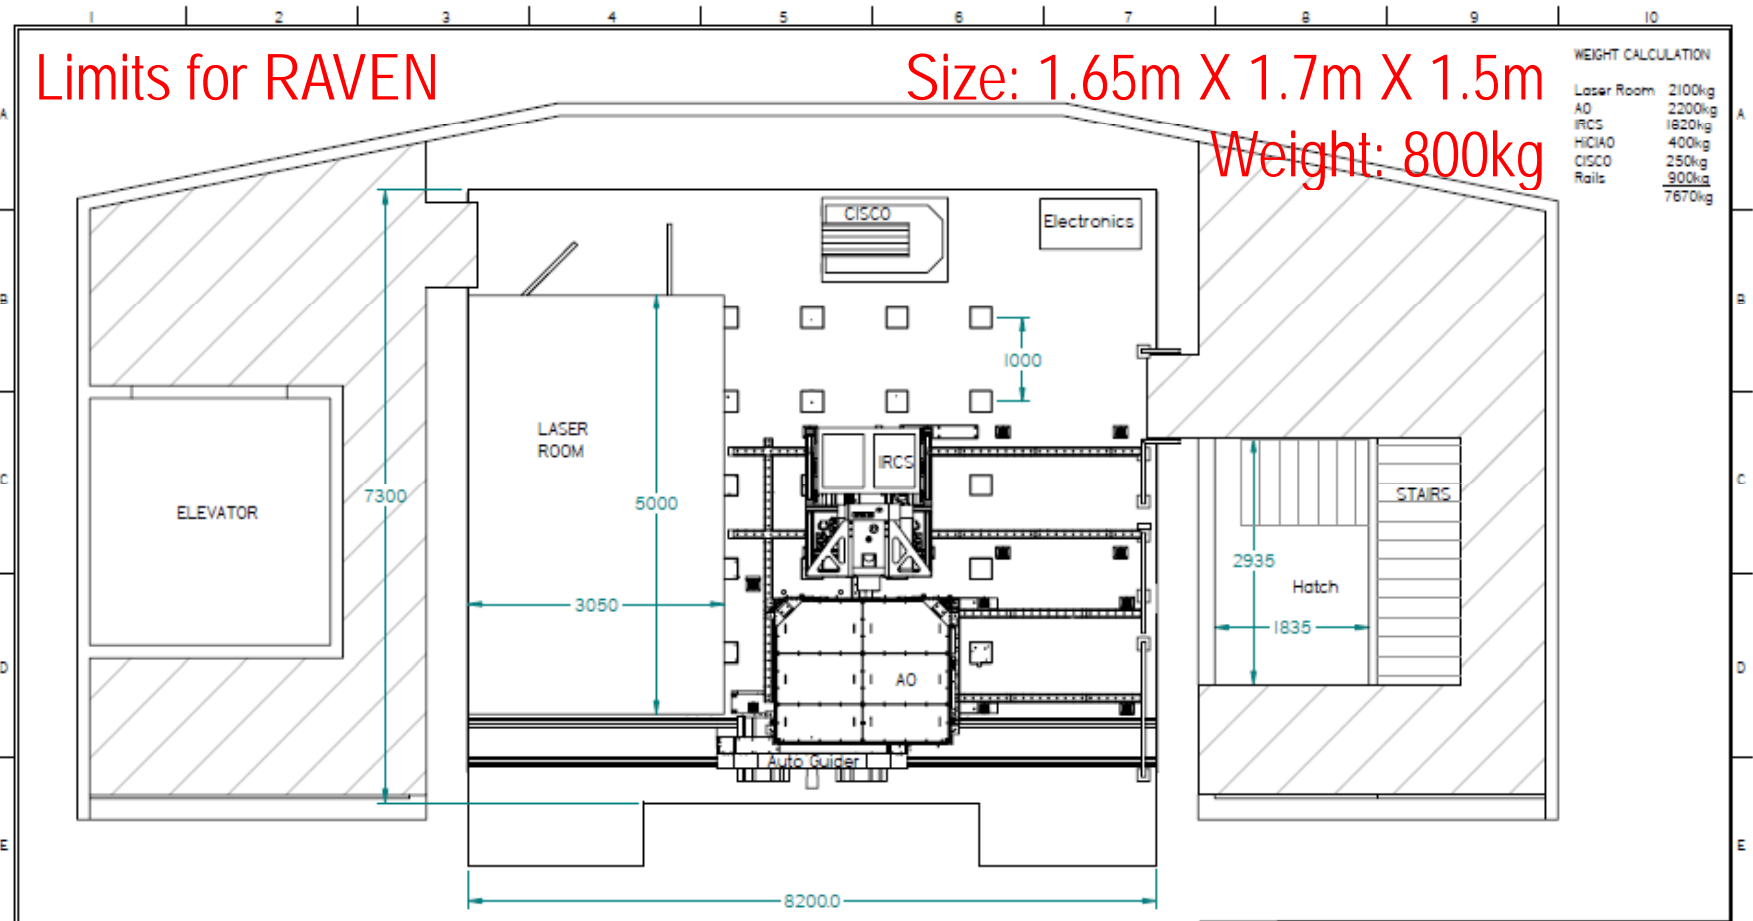 1 2 3 4 5 6 7 8 9 10
Limits for RAVEN
Size: 1.65m X 1.7m X 1.5m
Weight: 800kg
WEIGHT CALCULATION
Laser Room 2100kg
AO 2200kg
IRCS 1820kg
HiCIAO 400kg
CISCO 250kg
Rails 900kg
7670kg
A A
CISCO
Electronics
B B
1000
LASER
ROOM
IRCS
C C
7300
5000
STAIRS
ELEVATOR
2935
Hatch
3050
1835
D D
AO
Auto Guider
E E
8200.0